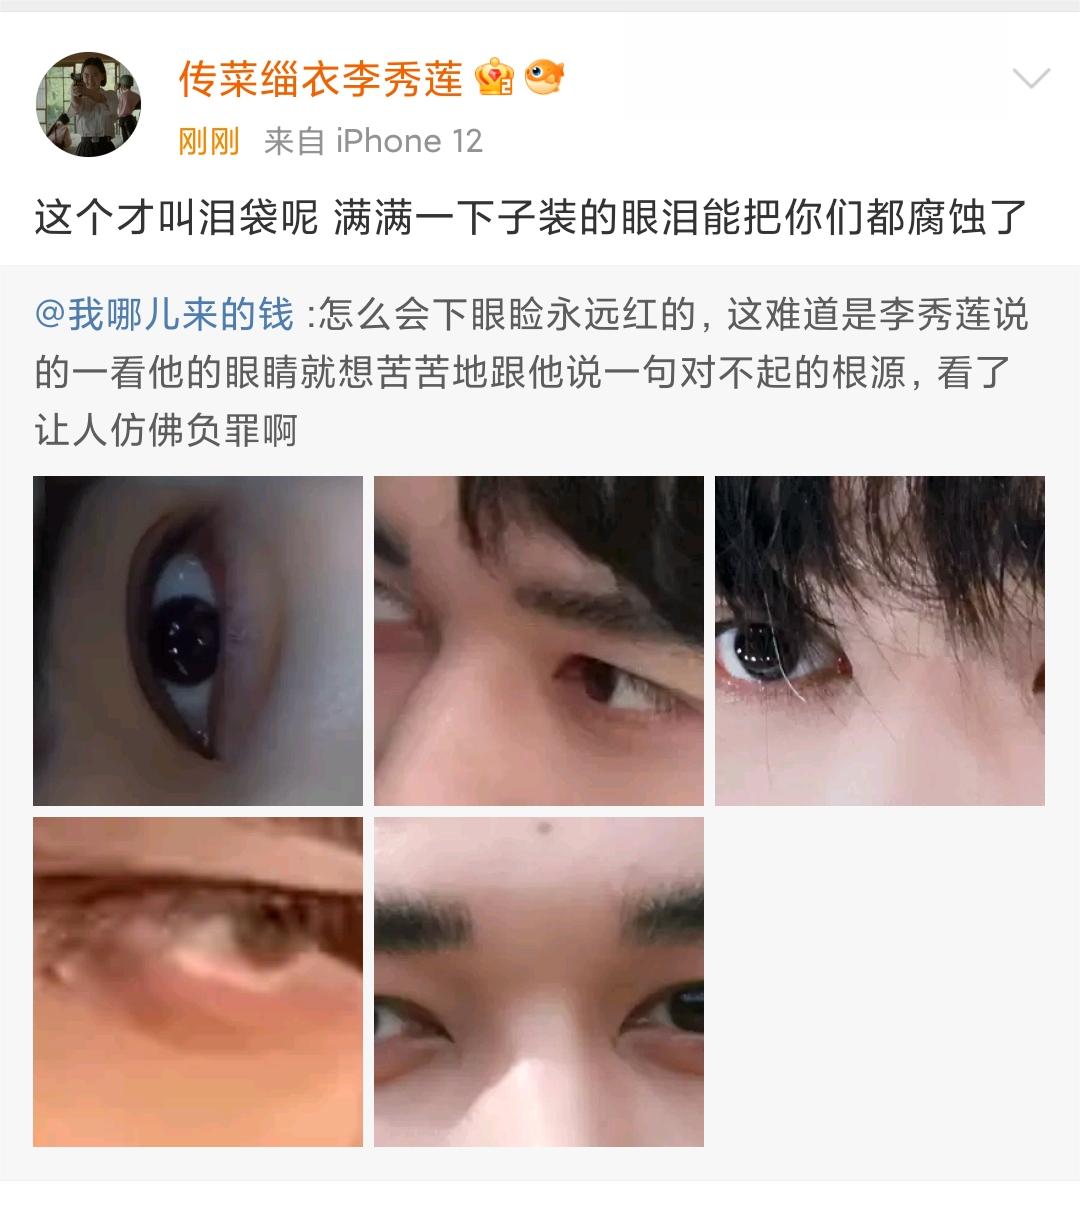 传菜缁衣李秀莲
刚刚 来自 iPhone 12
这个才叫泪袋呢 满满一下子装的眼泪能把你们都腐蚀了
@我哪儿来的钱 :怎么会下眼睑永远红的，这难道是李秀莲说
的一看他的眼睛就想苦苦地跟他说一句对不起的根源，看了
让人仿佛负罪啊